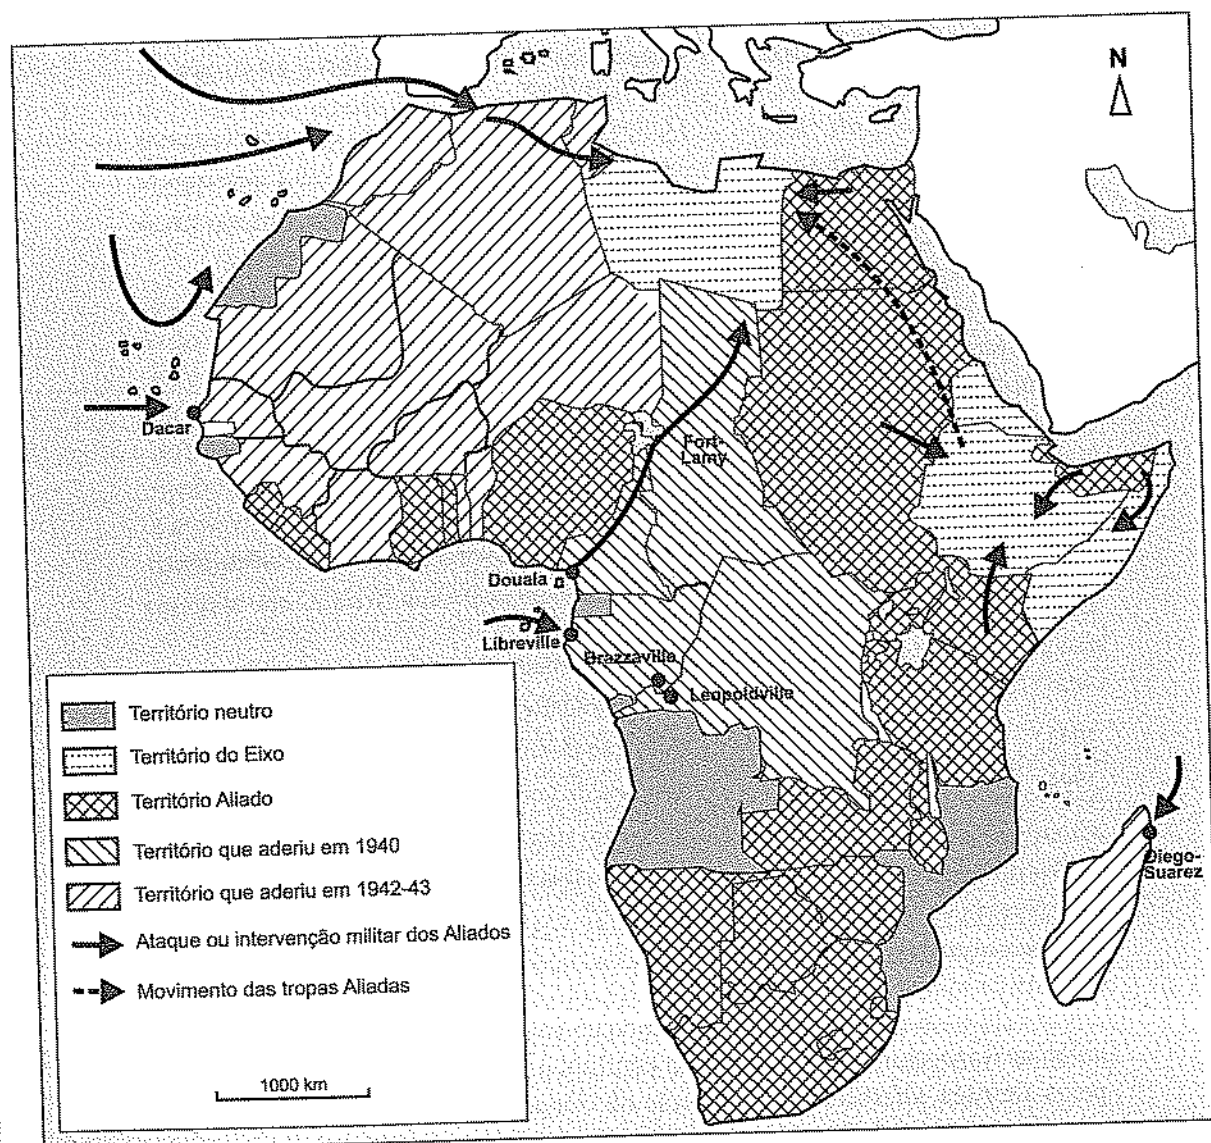 N
Dacar
Fort-
Lamy
Douala
Libreville
Brazzaville
Leopoldville
Diego-
Suarez
Território neutro
Território do Eixo
Território Aliado
Território que aderiu em 1940
Território que aderiu em 1942-43
Ataque ou intervenção militar dos Aliados
Movimento das tropas Aliadas
1000 km